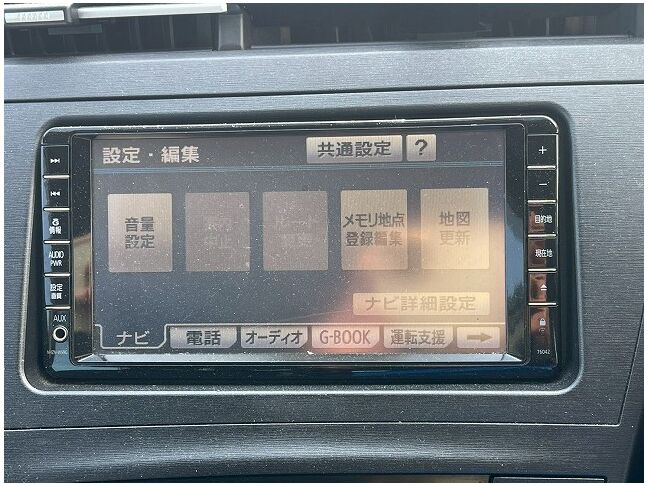 設定・編集
共通設定
?
音量
設定
メモリ地点
登録編集
地図
更新
ナビ詳細設定
ナビ
電話
オーディオ
G-BOOK
運転支援
情報
AUDIO
PWR
設定
画質
AUX
+
−
目的地
現在地
76042